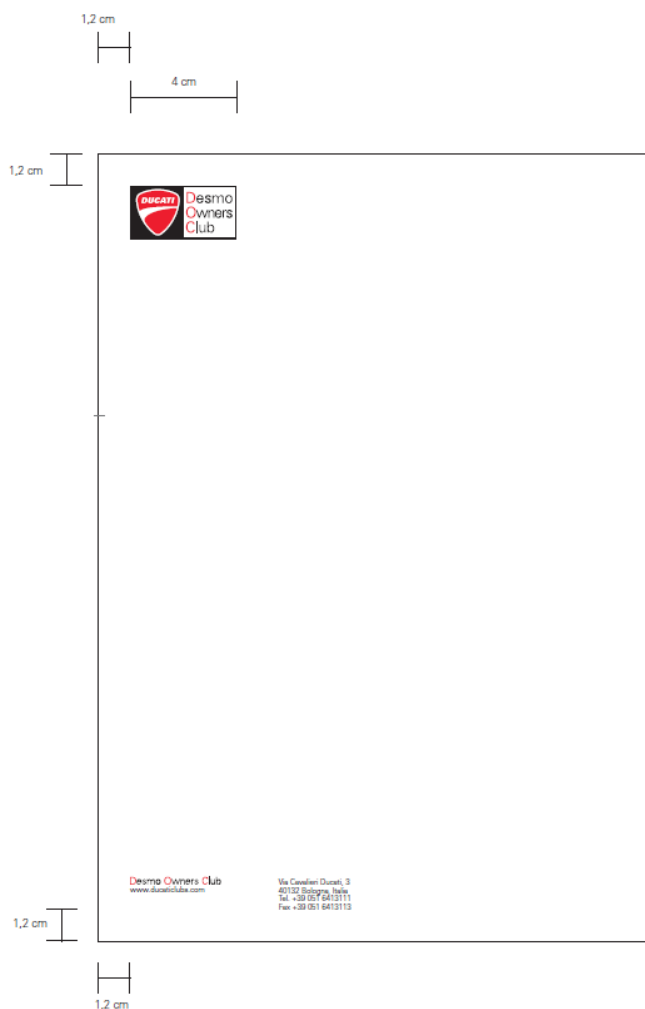 1,2 cm
4 cm
1,2 cm
DUCATI
Desmo
Owners
Club
Desmo Owners Club
www.ducaticlubs.com
Via Cavalieri Ducati, 3
40132 Bologna, Italia
Tel. +39 051 6413111
Fax +39 051 6413113
1,2 cm
1,2 cm